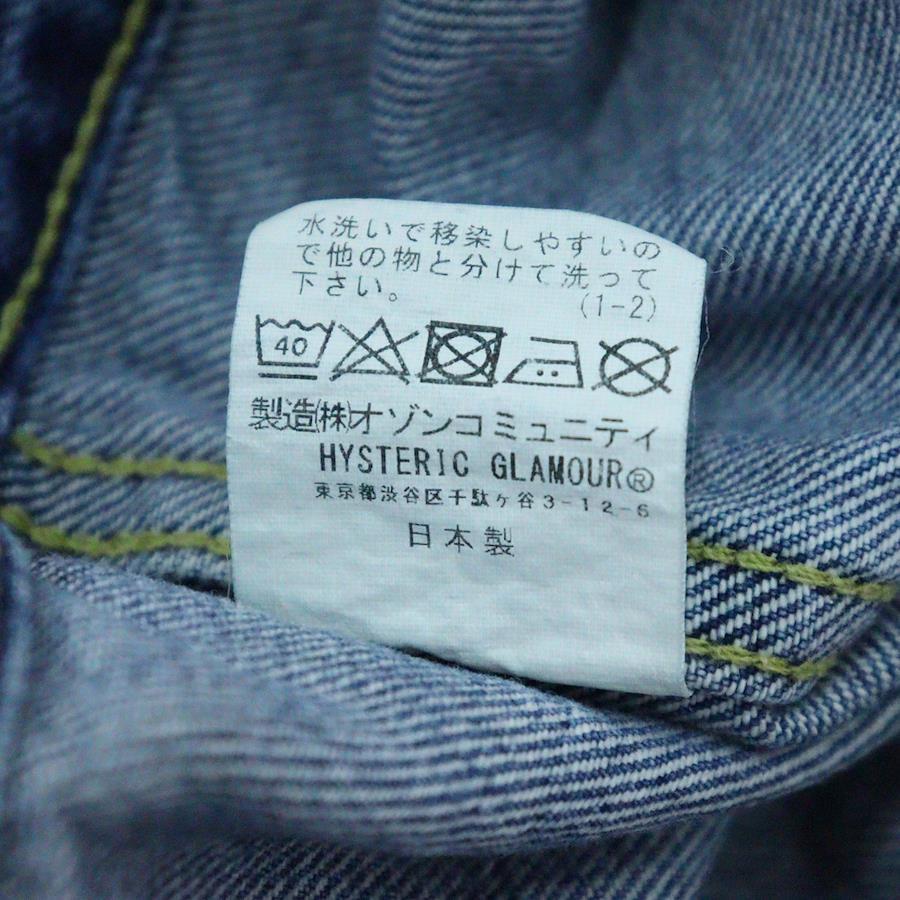 水洗いで移染しやすいの
で他の物と分けて洗って
下さい。
(1-2)
40
製造㈱オゾンコミュニティ
HYSTERIC GLAMOUR®
東京都渋谷区千駄ヶ谷3-12-6
日本製